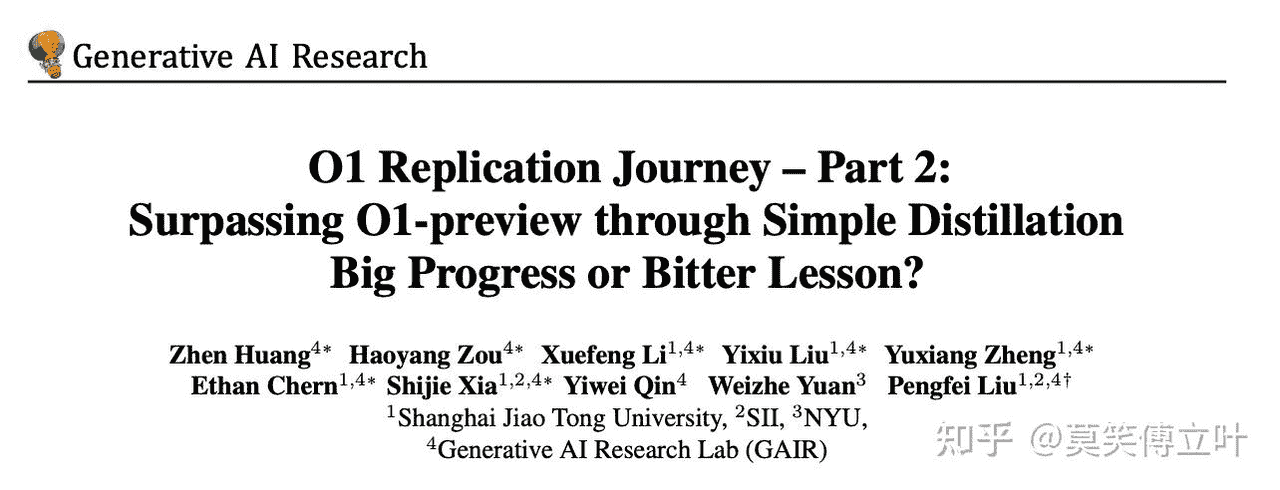 Generative AI Research
O1 Replication Journey – Part 2:
Surpassing O1-preview through Simple Distillation
Big Progress or Bitter Lesson?
Zhen Huang4* Haoyang Zou4* Xuefeng Li1,4* Yixiu Liu1,4* Yuxiang Zheng1,4*
Ethan Chern1,4* Shijie Xia1,2,4* Yiwei Qin4 Weizhe Yuan3 Pengfei Liu1,2,4†
1Shanghai Jiao Tong University, 2SII, 3NYU,
4Generative AI Research Lab (GAIR)
知乎 @莫笑傅立叶